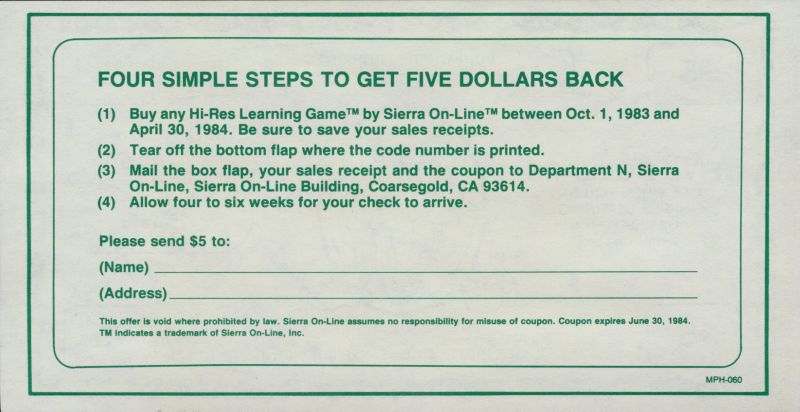 FOUR SIMPLE STEPS TO GET FIVE DOLLARS BACK
(1) Buy any Hi-Res Learning Game™ by Sierra On-Line™ between Oct. 1, 1983 and
April 30, 1984. Be sure to save your sales receipts.
(2) Tear off the bottom flap where the code number is printed.
(3) Mail the box flap, your sales receipt and the coupon to Department N, Sierra
On-Line, Sierra On-Line Building, Coarsegold, CA 93614.
(4) Allow four to six weeks for your check to arrive.
Please send $5 to:
(Name)
(Address)
This offer is void where prohibited by law. Sierra On-Line assumes no responsibility for misuse of coupon. Coupon expires June 30, 1984.
TM indicates a trademark of Sierra On-Line, Inc.
MPH-060